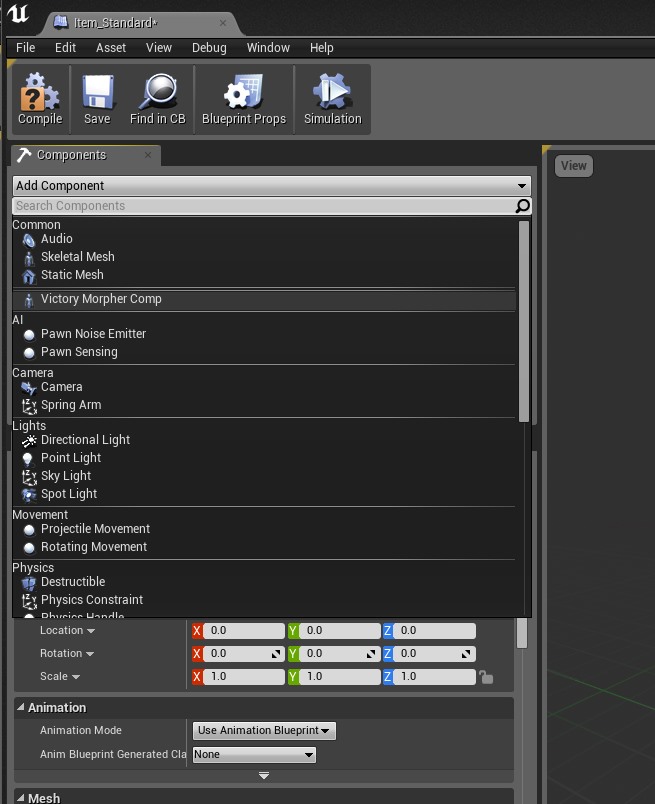 Item_Standard*
File Edit Asset View Debug Window Help
Compile Save Find in CB Blueprint Props Simulation
Components
View
Add Component
Search Components
Common
Audio
Skeletal Mesh
Static Mesh
Victory Morpher Comp
AI
Pawn Noise Emitter
Pawn Sensing
Camera
Camera
Spring Arm
Lights
Directional Light
Point Light
Sky Light
Spot Light
Movement
Projectile Movement
Rotating Movement
Physics
Destructible
Physics Constraint
Physics Handle
Location X 0.0 Y 0.0 Z 0.0
Rotation X 0.0 Y 0.0 Z 0.0
Scale X 1.0 Y 1.0 Z 1.0
Animation
Animation Mode Use Animation Blueprint
Anim Blueprint Generated Cla None
Mesh